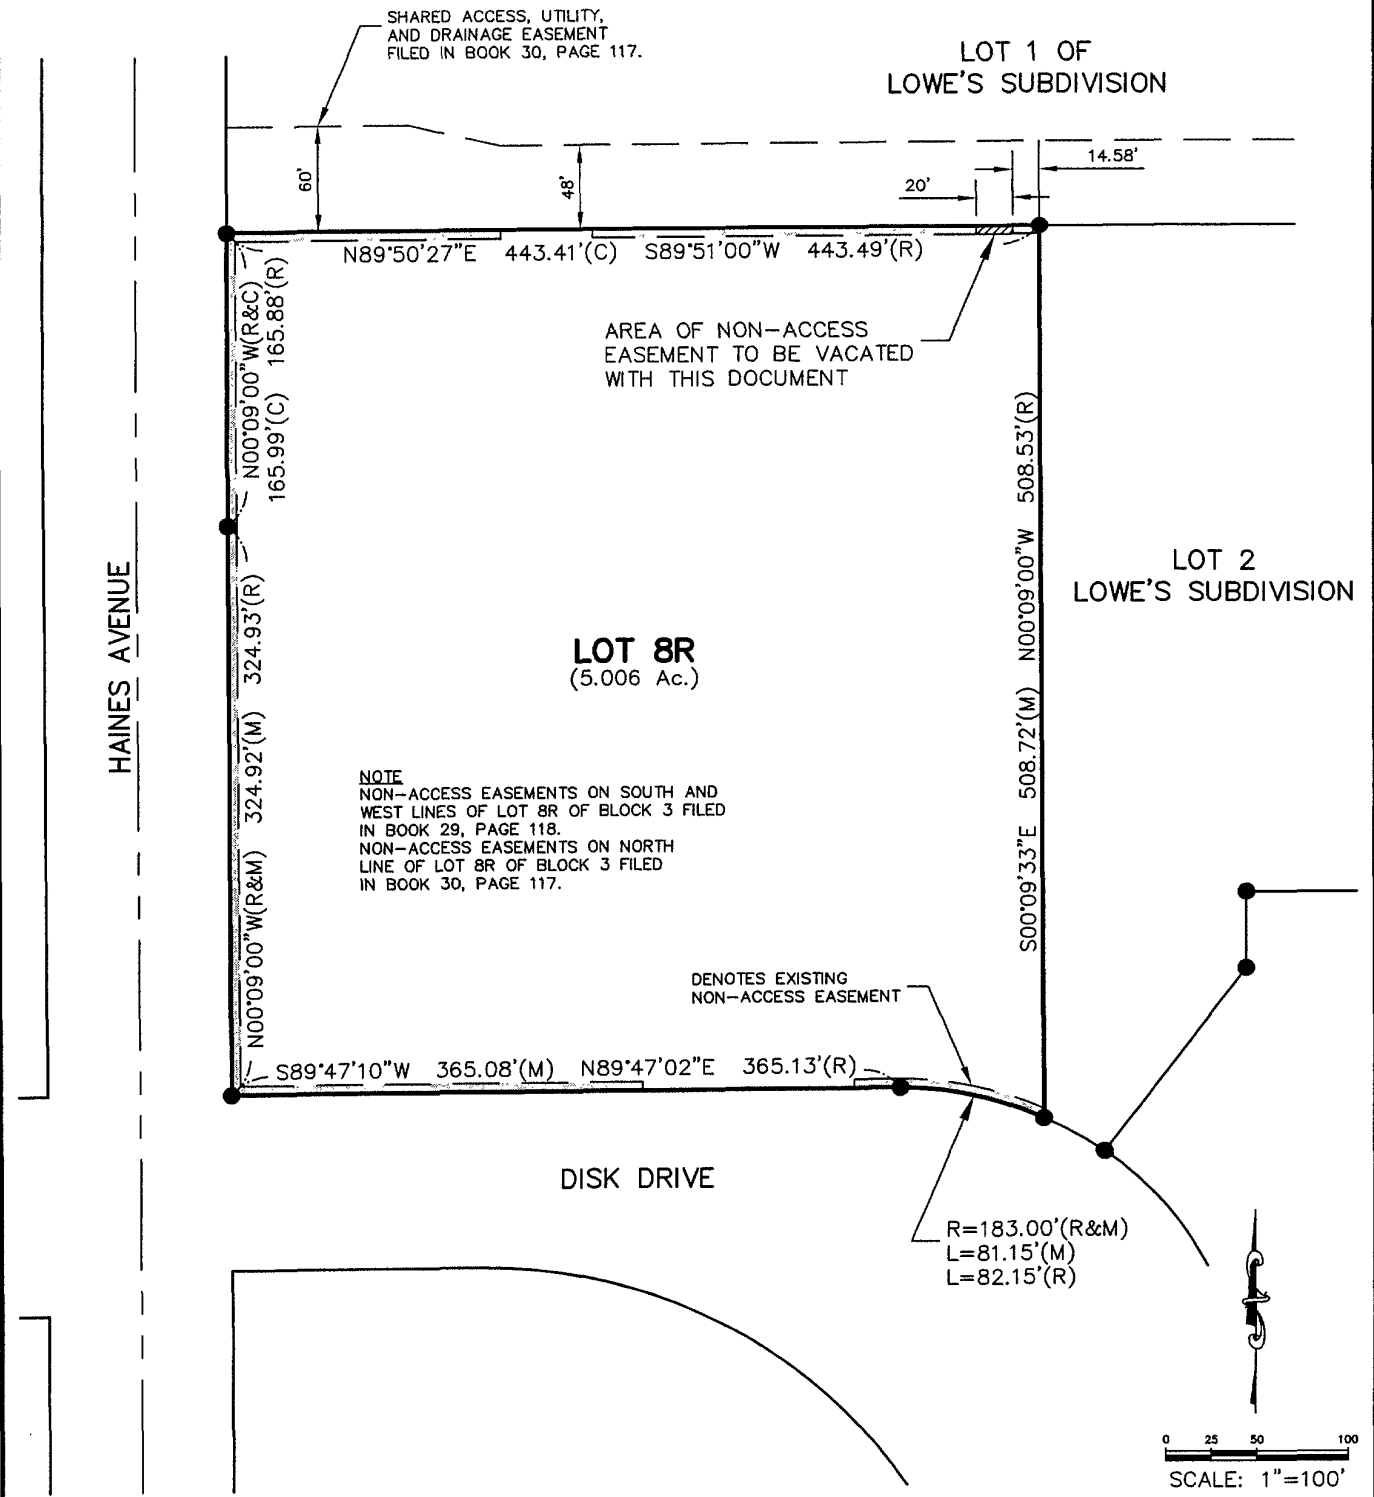 SHARED ACCESS, UTILITY,
AND DRAINAGE EASEMENT
FILED IN BOOK 30, PAGE 117.
LOT 1 OF
LOWE'S SUBDIVISION
60'
48'
20'
14.58'
N89°50'27"E 443.41'(C) S89°51'00"W 443.49'(R)
N00°09'00"W(R&C)
165.99'(C) 165.88'(R)
AREA OF NON-ACCESS
EASEMENT TO BE VACATED
WITH THIS DOCUMENT
S00°09'33"E 508.72'(M) N00°09'00"W 508.53'(R)
LOT 2
LOWE'S SUBDIVISION
HAINES AVENUE
N00°09'00"W(R&M) 324.92'(M) 324.93'(R)
LOT 8R
(5.006 Ac.)
NOTE
NON-ACCESS EASEMENTS ON SOUTH AND
WEST LINES OF LOT 8R OF BLOCK 3 FILED
IN BOOK 29, PAGE 118.
NON-ACCESS EASEMENTS ON NORTH
LINE OF LOT 8R OF BLOCK 3 FILED
IN BOOK 30, PAGE 117.
DENOTES EXISTING
NON-ACCESS EASEMENT
S89°47'10"W 365.08'(M) N89°47'02"E 365.13'(R)
DISK DRIVE
R=183.00'(R&M)
L=81.15'(M)
L=82.15'(R)
0 25 50 100
SCALE: 1"=100'